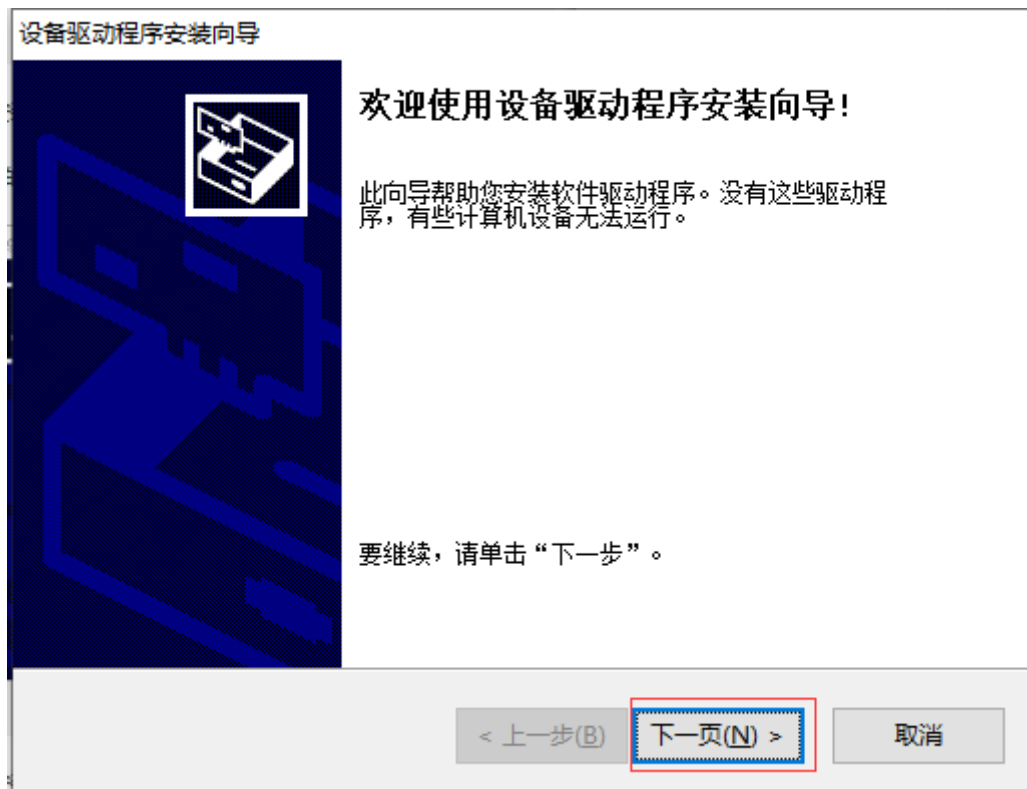 设备驱动程序安装向导
欢迎使用设备驱动程序安装向导!
此向导帮助您安装软件驱动程序。没有这些驱动程
序，有些计算机设备无法运行。
要继续，请单击“下一步”。
< 上一步(B)
下一页(N) >
取消